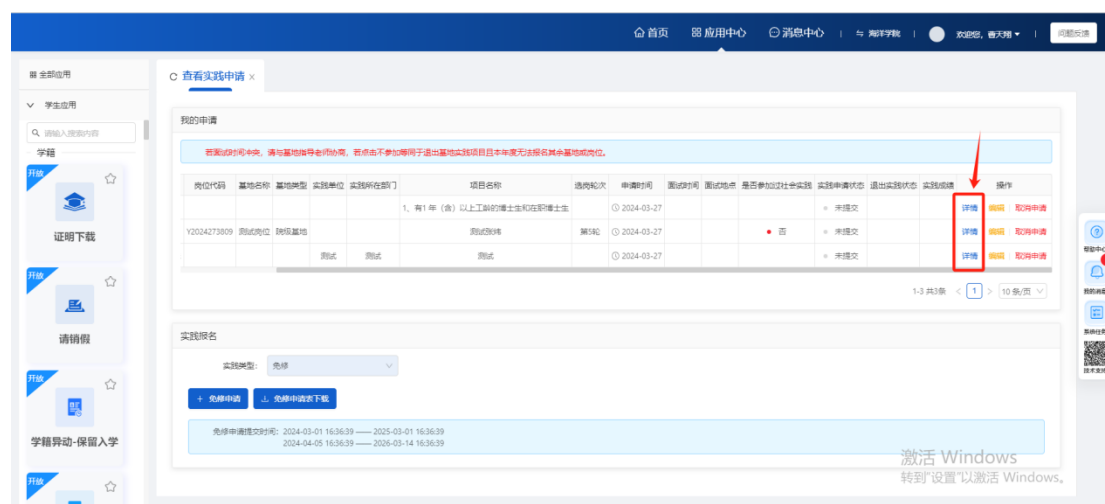 首页 应用中心 消息中心 海洋学院 欢迎您, 曹天翔 问题反馈
全部应用
学生应用
请输入搜索内容
学籍
开放
证明下载
开放
请销假
开放
学籍异动-保留入学
开放
查看实践申请 ×
我的申请
若面试时间冲突，请与基地指导老师协商，若点击不参加等同于退出基地实践项目且本年度无法报名其余基地或岗位。
岗位代码 基地名称 基地类型 实践单位 实践所在部门 项目名称 选岗轮次 申请时间 面试时间 面试地点 是否参加过社会实践 实践申请状态 退出实践状态 实践成绩 操作
1、有1 年（含）以上工龄的博士生和在职博士生 2024-03-27 未提交 详情 编辑 取消申请
Y2024273809 测试岗位 院级基地 测试张炜 第5轮 2024-03-27 否 未提交 详情 编辑 取消申请
测试 测试 测试 2024-03-27 未提交 详情 编辑 取消申请
1-3 共3条 < 1 > 10 条/页
实践报名
实践类型: 免修
+ 免修申请 免修申请表下载
免修申请提交时间: 2024-03-01 16:36:39 —— 2025-03-01 16:36:39
2024-04-05 16:36:39 —— 2026-03-14 16:36:39
帮助中心
我的消息
系统任务
技术支持
激活 Windows
转到"设置"以激活 Windows。